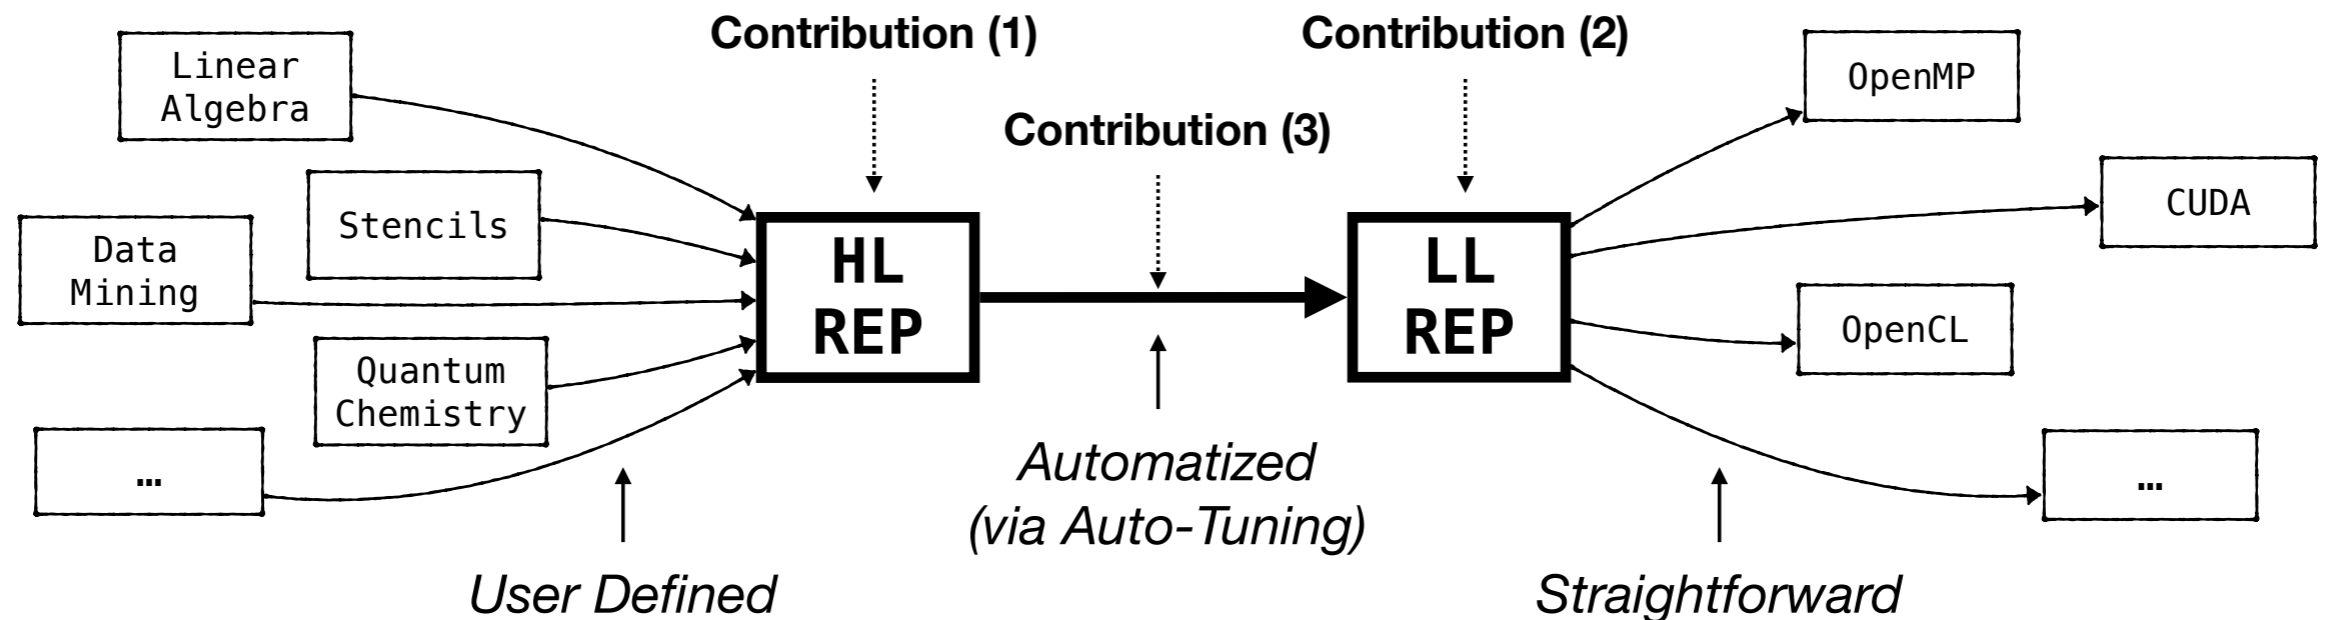 Contribution (1)
Contribution (2)
Contribution (3)
Linear
Algebra
Stencils
Data
Mining
Quantum
Chemistry
…
HL
REP
LL
REP
OpenMP
CUDA
OpenCL
…
User Defined
Automatized
(via Auto-Tuning)
Straightforward